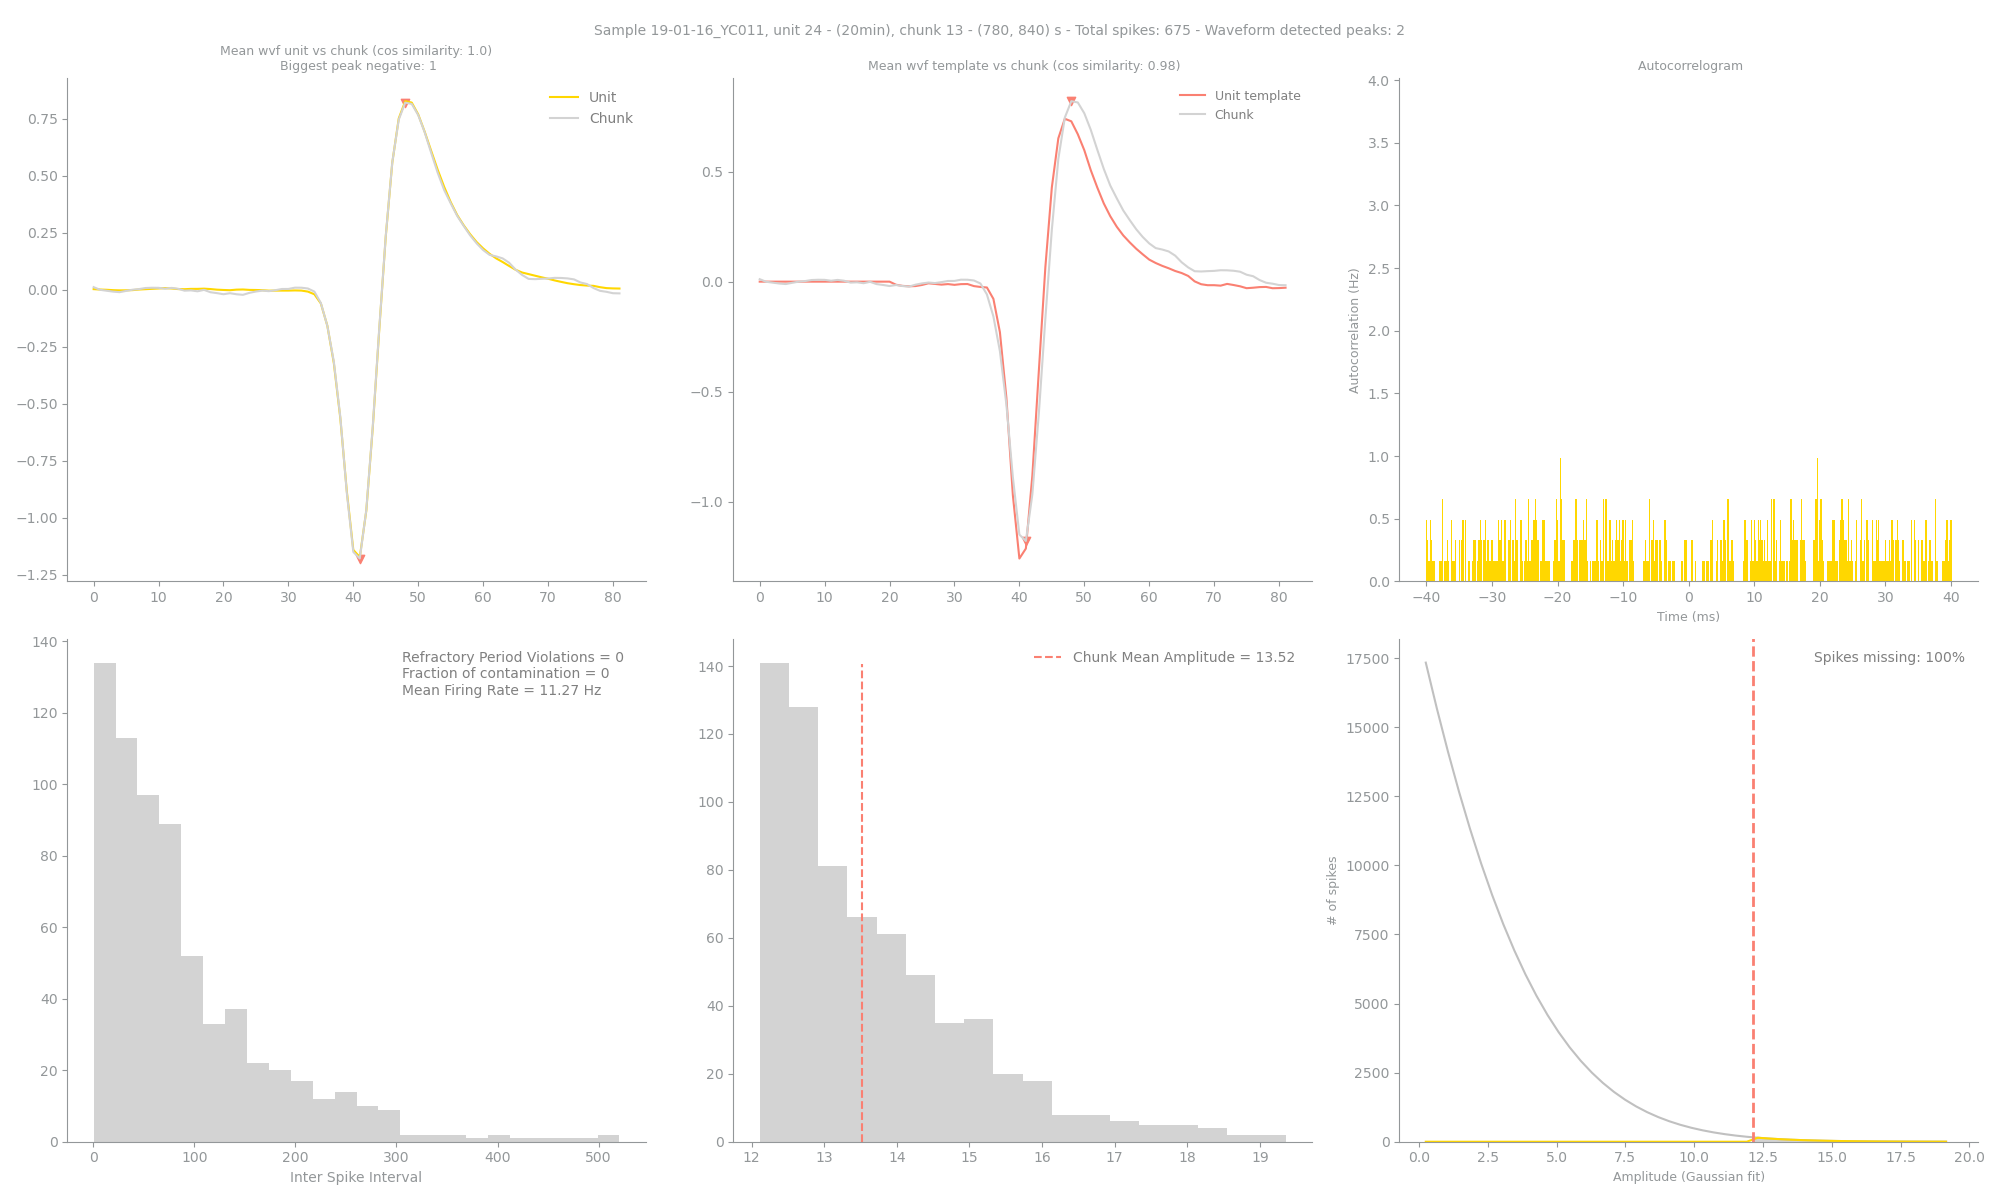 Sample 19-01-16_YC011, unit 24 - (20min), chunk 13 - (780, 840) s - Total spikes: 675 - Waveform detected peaks: 2
Mean wvf unit vs chunk (cos similarity: 1.0)
Biggest peak negative: 1
Unit
Chunk
0.75
0.50
0.25
0.00
−0.25
−0.50
−0.75
−1.00
−1.25
0 10 20 30 40 50 60 70 80
Mean wvf template vs chunk (cos similarity: 0.98)
Unit template
Chunk
0.5
0.0
−0.5
−1.0
0 10 20 30 40 50 60 70 80
Autocorrelogram
Autocorrelation (Hz)
4.0
3.5
3.0
2.5
2.0
1.5
1.0
0.5
0.0
−40 −30 −20 −10 0 10 20 30 40
Time (ms)
Refractory Period Violations = 0
Fraction of contamination = 0
Mean Firing Rate = 11.27 Hz
140
120
100
80
60
40
20
0
0 100 200 300 400 500
Inter Spike Interval
Chunk Mean Amplitude = 13.52
140
120
100
80
60
40
20
0
12 13 14 15 16 17 18 19
Spikes missing: 100%
# of spikes
17500
15000
12500
10000
7500
5000
2500
0
0.0 2.5 5.0 7.5 10.0 12.5 15.0 17.5 20.0
Amplitude (Gaussian fit)